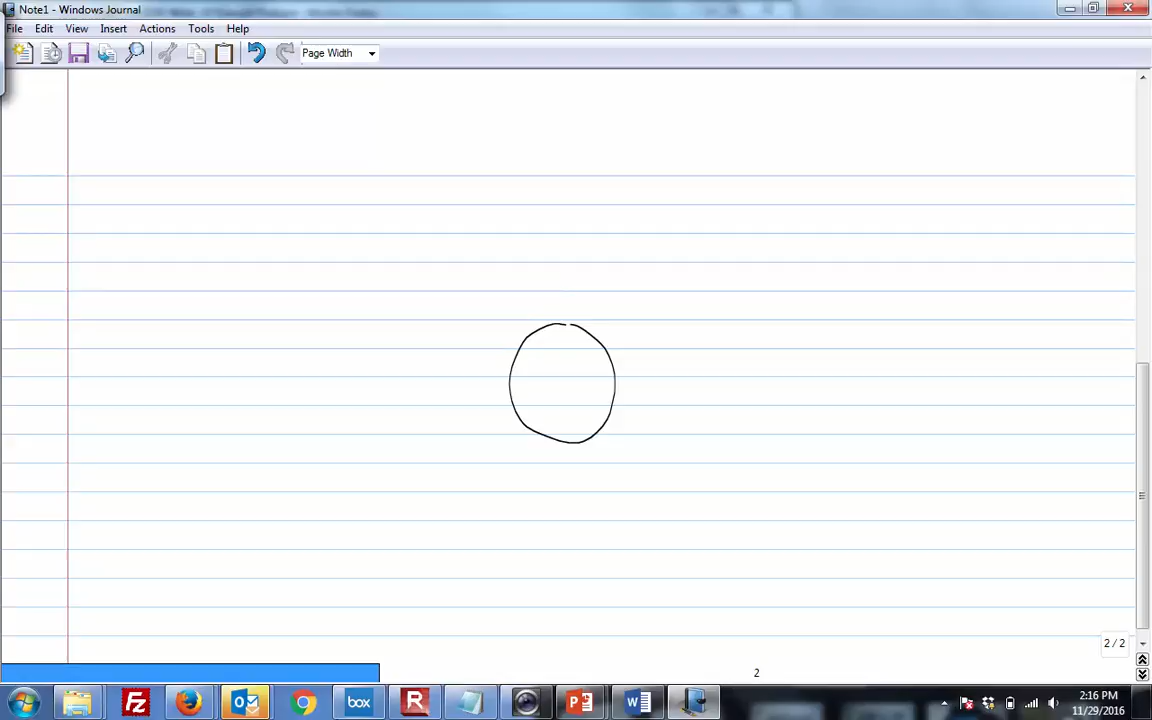 Note1 - Windows Journal
File Edit View Insert Actions Tools Help
Page Width
2 / 2
2
2:16 PM
11/29/2016